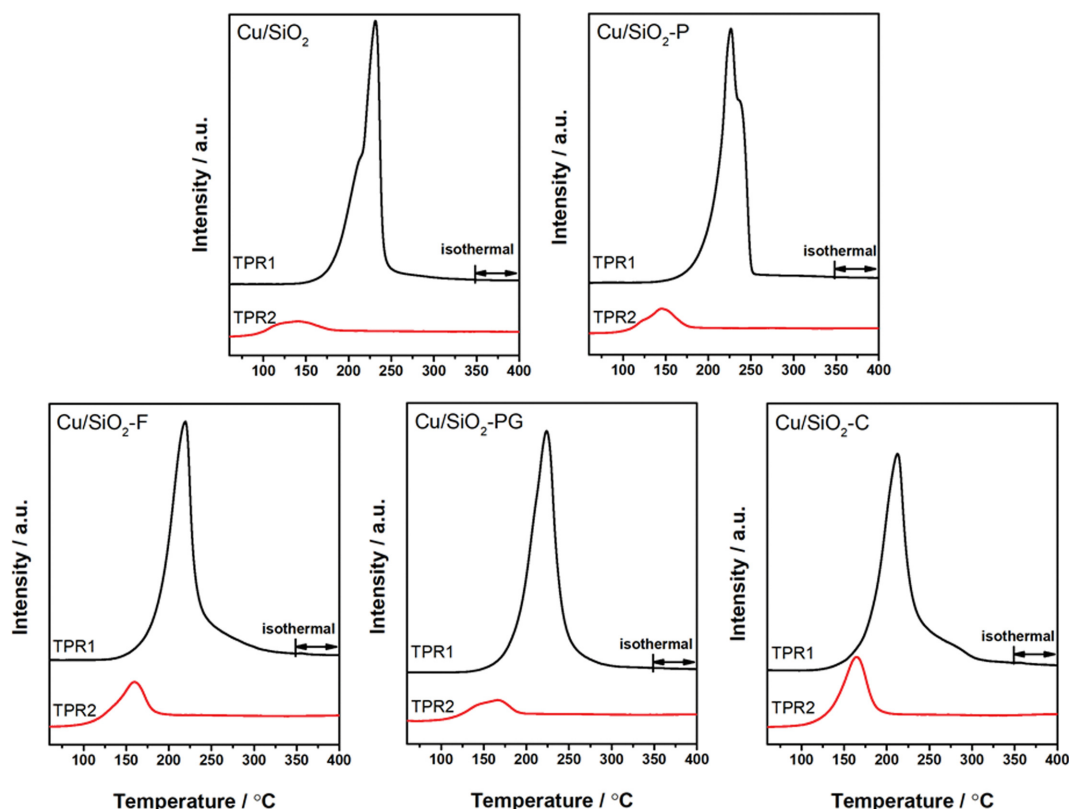 Cu/SiO₂
Intensity / a.u.
isothermal
TPR1
TPR2
100 150 200 250 300 350 400
Cu/SiO₂-P
Intensity / a.u.
isothermal
TPR1
TPR2
100 150 200 250 300 350 400
Cu/SiO₂-F
Intensity / a.u.
isothermal
TPR1
TPR2
100 150 200 250 300 350 400
Temperature / °C
Cu/SiO₂-PG
Intensity / a.u.
isothermal
TPR1
TPR2
100 150 200 250 300 350 400
Temperature / °C
Cu/SiO₂-C
Intensity / a.u.
isothermal
TPR1
TPR2
100 150 200 250 300 350 400
Temperature / °C